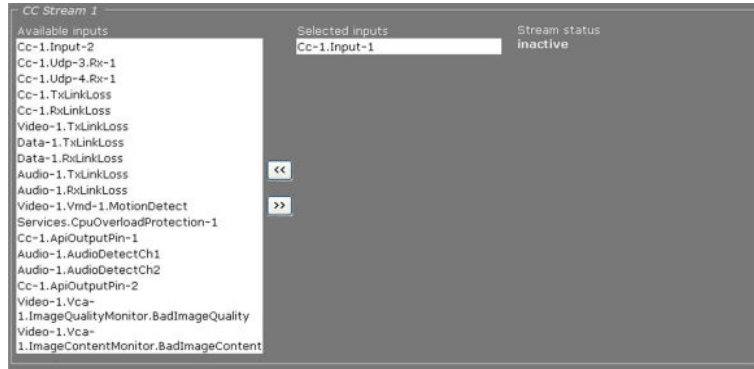 CC Stream 1
Available inputs
Cc-1.Input-2
Cc-1.Udp-3.Rx-1
Cc-1.Udp-4.Rx-1
Cc-1.TxLinkLoss
Cc-1.RxLinkLoss
Video-1.TxLinkLoss
Data-1.TxLinkLoss
Data-1.RxLinkLoss
Audio-1.TxLinkLoss
Audio-1.RxLinkLoss
Video-1.Vmd-1.MotionDetect
Services.CpuOverloadProtection-1
Cc-1.ApiOutputPin-1
Audio-1.AudioDetectCh1
Audio-1.AudioDetectCh2
Cc-1.ApiOutputPin-2
Video-1.Vca-
1.ImageQualityMonitor.BadImageQuality
Video-1.Vca-
1.ImageContentMonitor.BadImageContent
<<
>>
Selected inputs
Cc-1.Input-1
Stream status
inactive